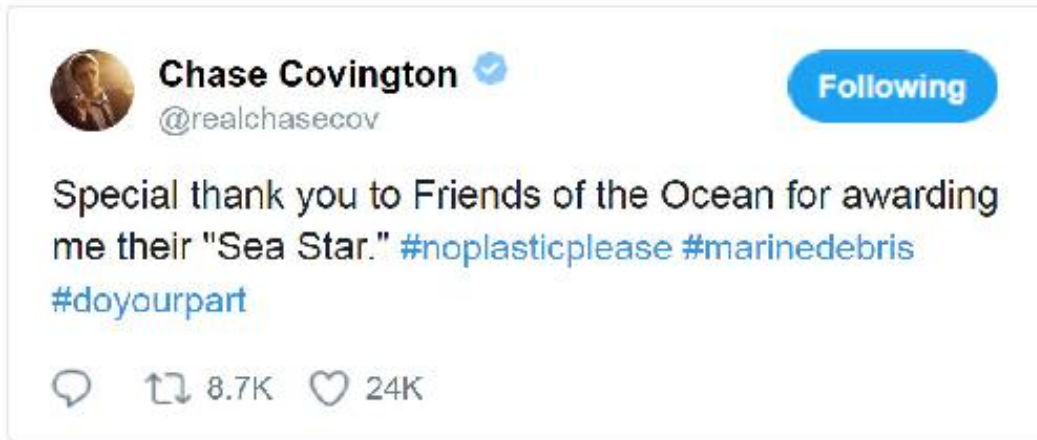 Chase Covington
@realchasecov
Following
Special thank you to Friends of the Ocean for awarding
me their "Sea Star." #noplasticplease #marinedebris
#doyourpart
8.7K 24K